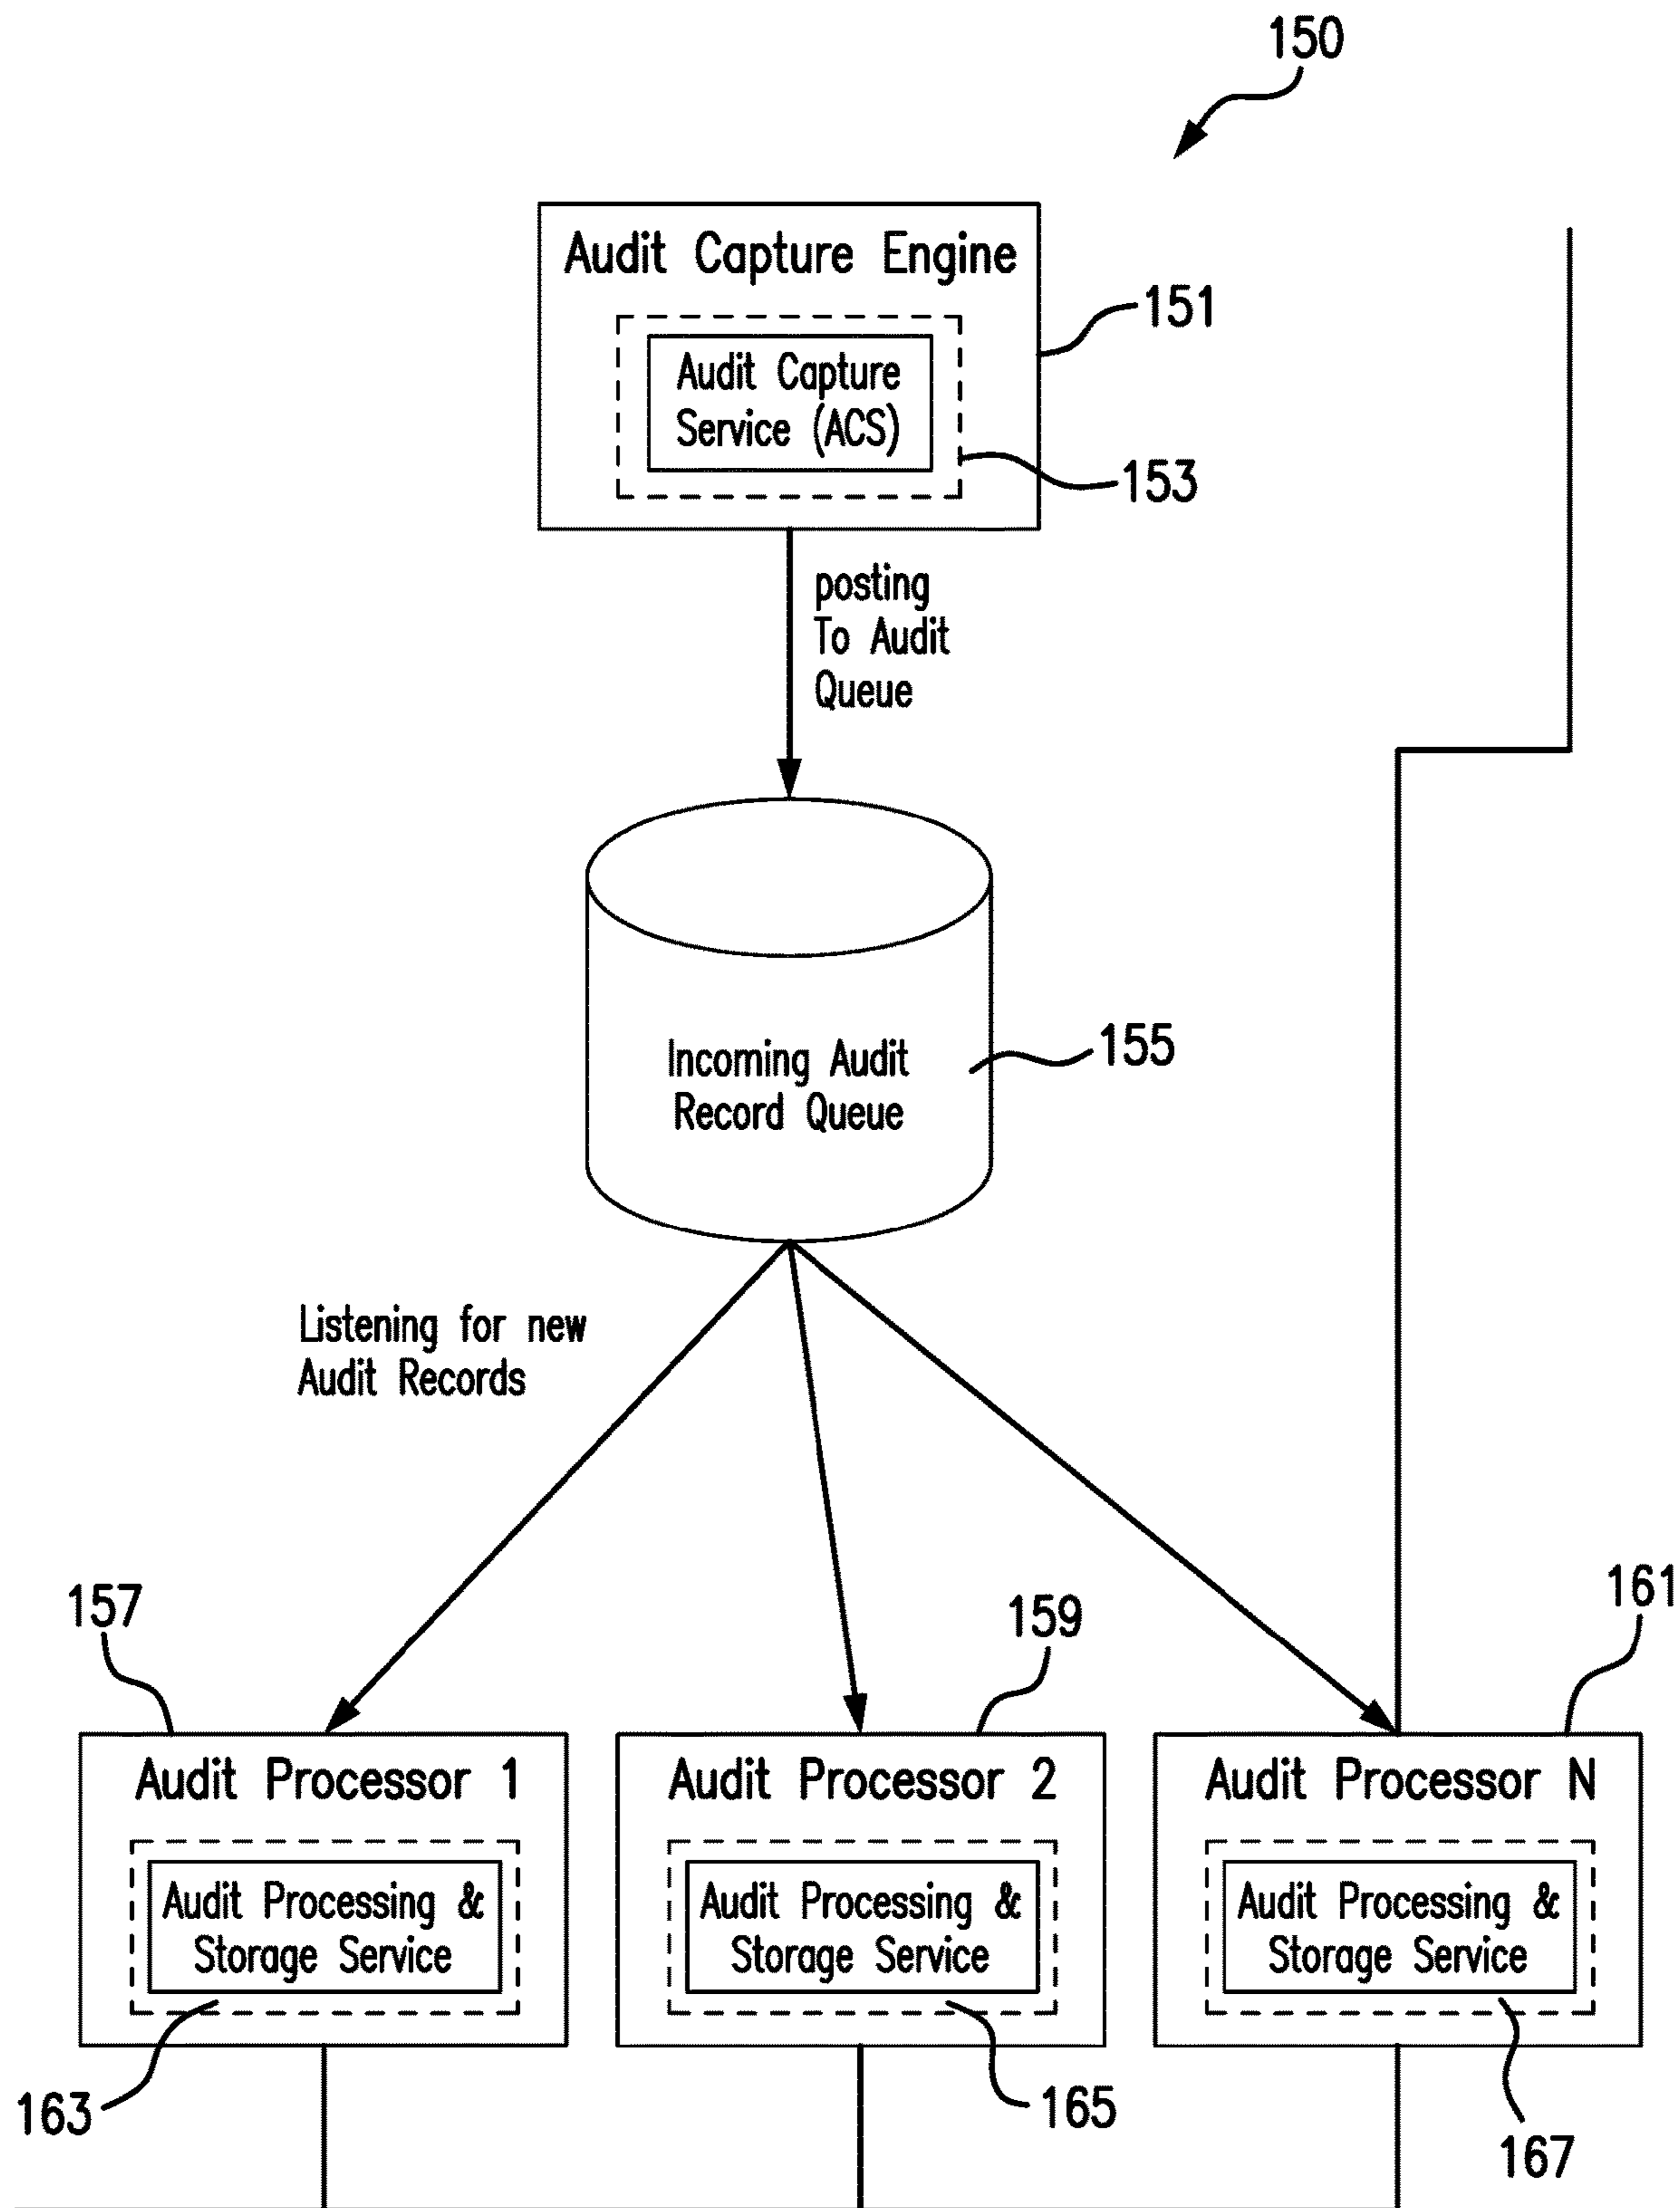 150
Audit Capture Engine
151
Audit Capture
Service (ACS)
153
posting
To Audit
Queue
Incoming Audit
Record Queue
155
Listening for new
Audit Records
157
159
161
Audit Processor 1
Audit Processor 2
Audit Processor N
Audit Processing &
Storage Service
Audit Processing &
Storage Service
Audit Processing &
Storage Service
163
165
167